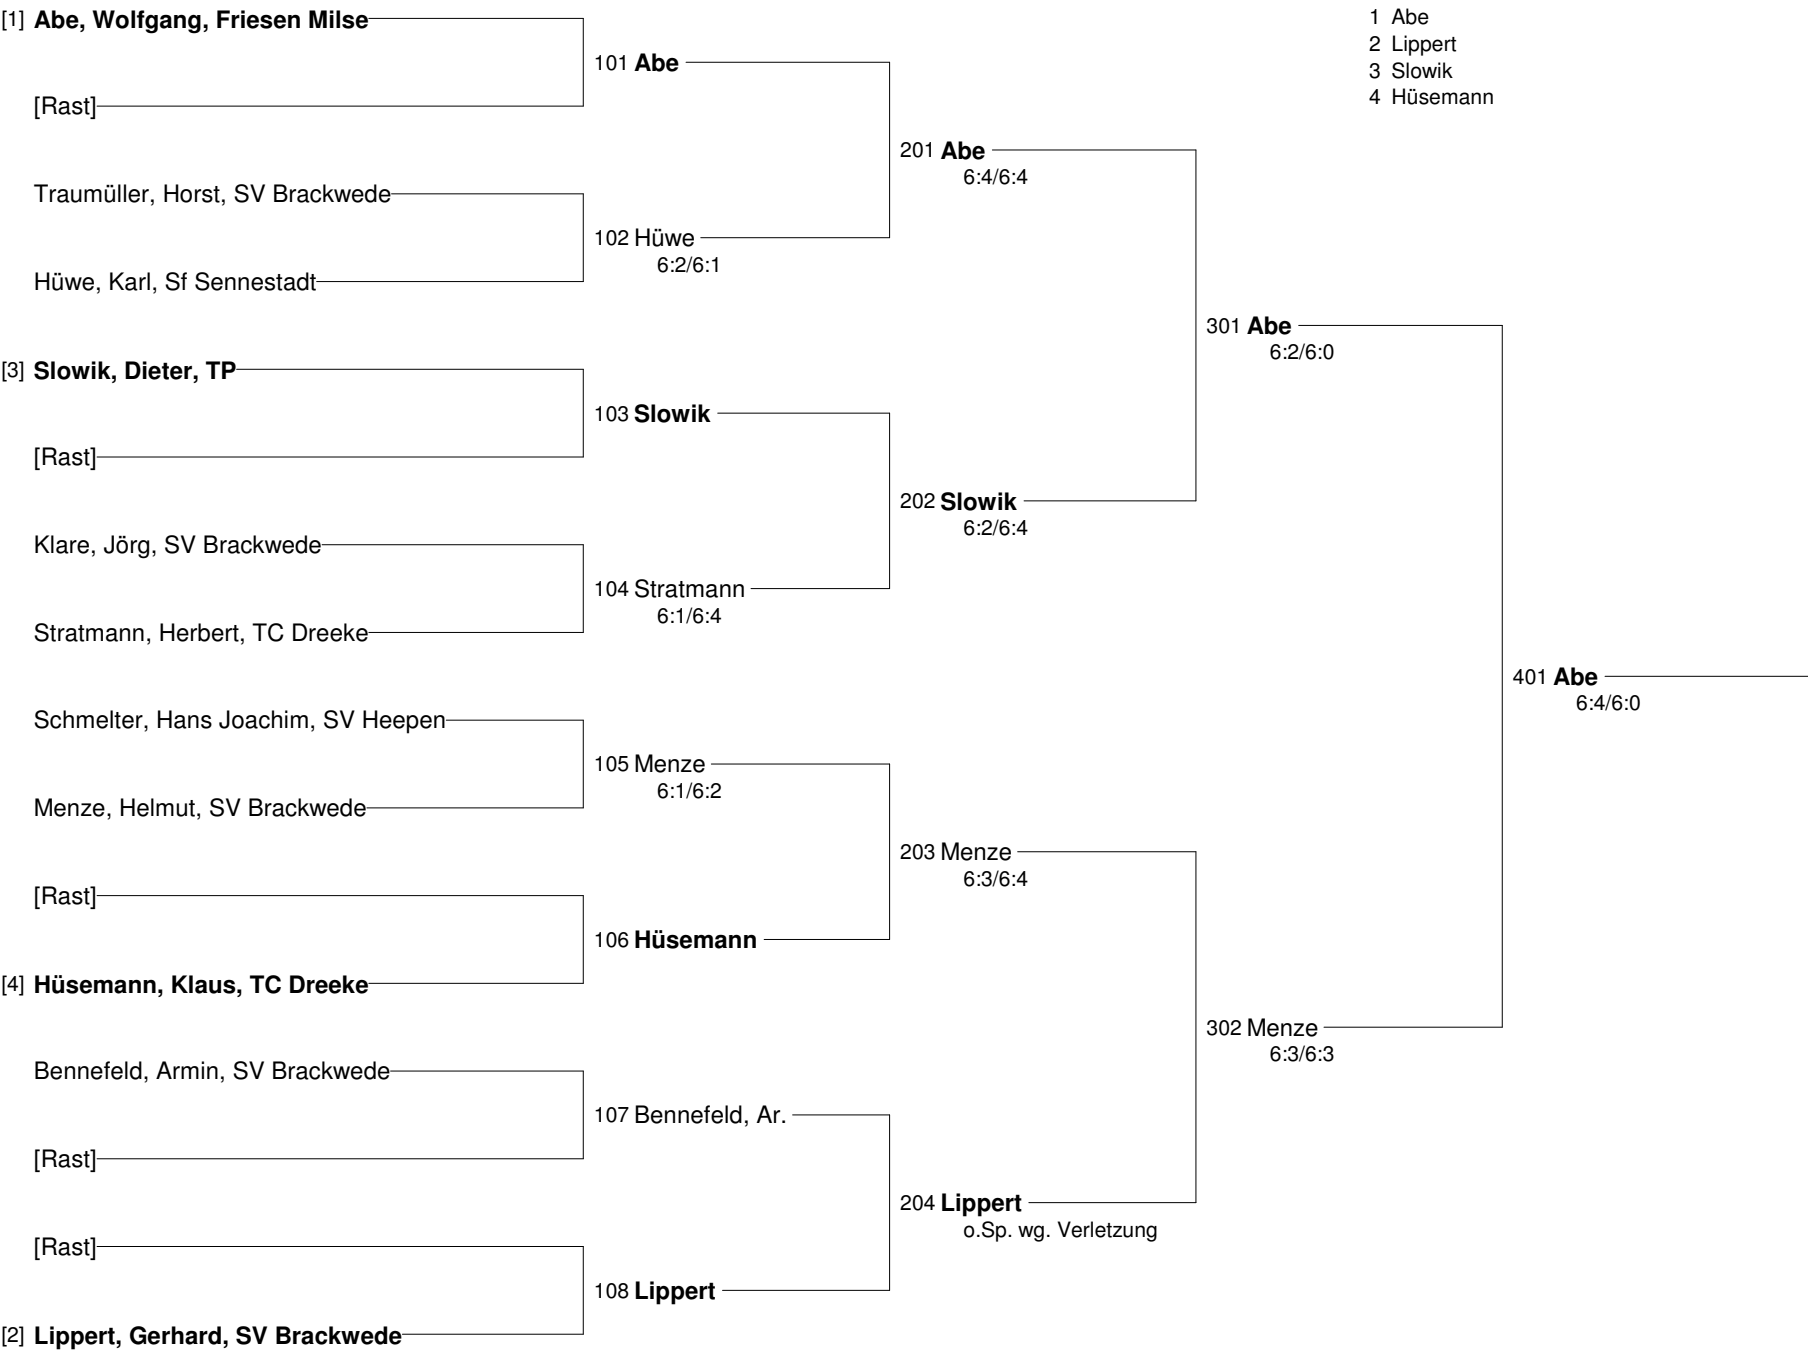 [1] Abe, Wolfgang, Friesen Milse
[Rast]
Traumüller, Horst, SV Brackwede
Hüwe, Karl, Sf Sennestadt
[3] Slowik, Dieter, TP
[Rast]
Klare, Jörg, SV Brackwede
Stratmann, Herbert, TC Dreeke
Schmelter, Hans Joachim, SV Heepen
Menze, Helmut, SV Brackwede
[Rast]
[4] Hüsemann, Klaus, TC Dreeke
Bennefeld, Armin, SV Brackwede
[Rast]
[Rast]
[2] Lippert, Gerhard, SV Brackwede
101 Abe
102 Hüwe
6:2/6:1
103 Slowik
104 Stratmann
6:1/6:4
105 Menze
6:1/6:2
106 Hüsemann
107 Bennefeld, Ar.
108 Lippert
201 Abe
6:4/6:4
202 Slowik
6:2/6:4
203 Menze
6:3/6:4
204 Lippert
o.Sp. wg. Verletzung
301 Abe
6:2/6:0
302 Menze
6:3/6:3
401 Abe
6:4/6:0
1 Abe
2 Lippert
3 Slowik
4 Hüsemann